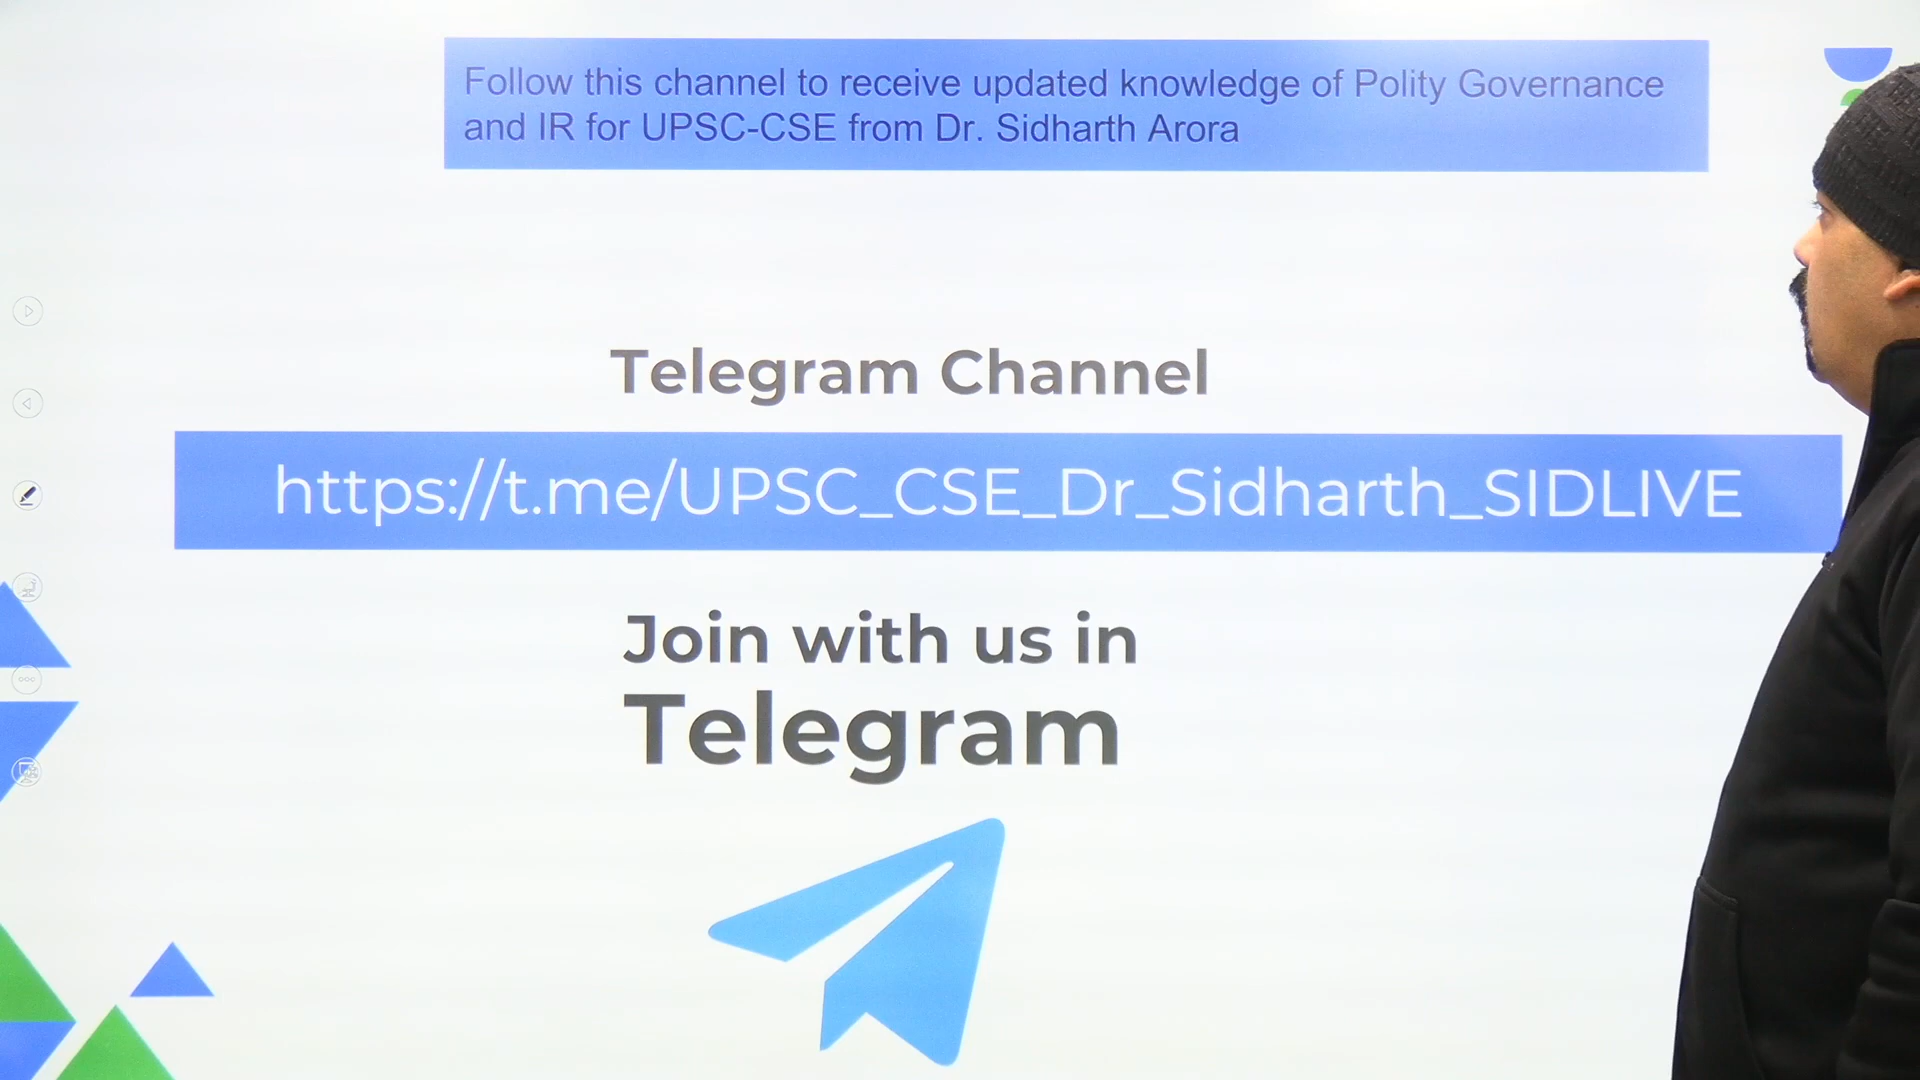 Follow this channel to receive updated knowledge of Polity Governance
and IR for UPSC-CSE from Dr. Sidharth Arora
Telegram Channel
https://t.me/UPSC_CSE_Dr_Sidharth_SIDLIVE
Join with us in
Telegram